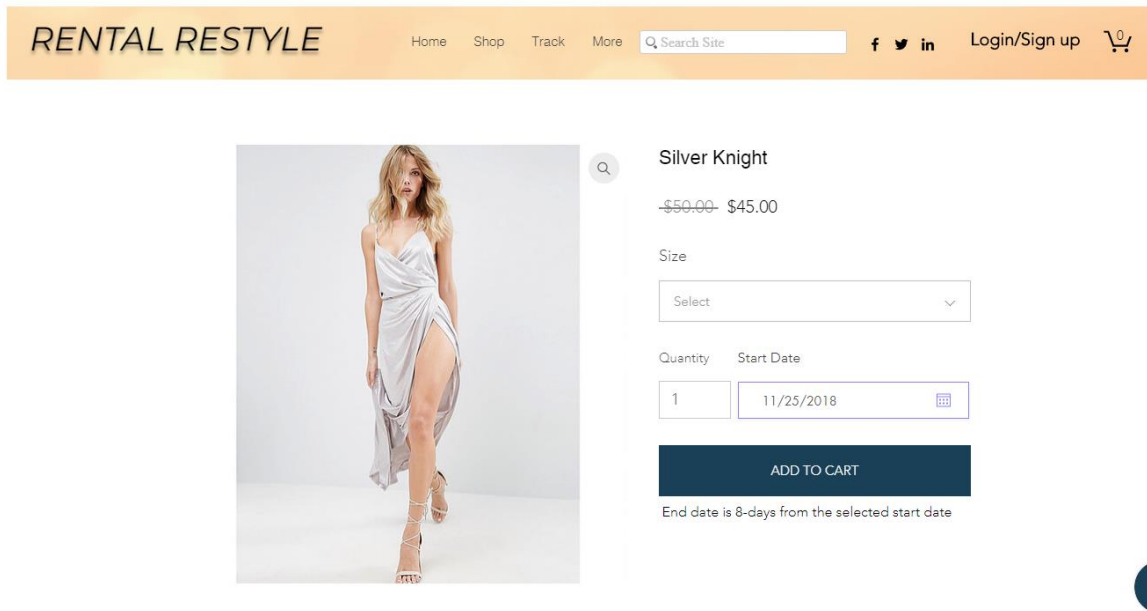 RENTAL RESTYLE
Home Shop Track More Search Site f in Login/Sign up 0
Silver Knight
$50.00 $45.00
Size
Select
Quantity Start Date
1 11/25/2018
ADD TO CART
End date is 8-days from the selected start date